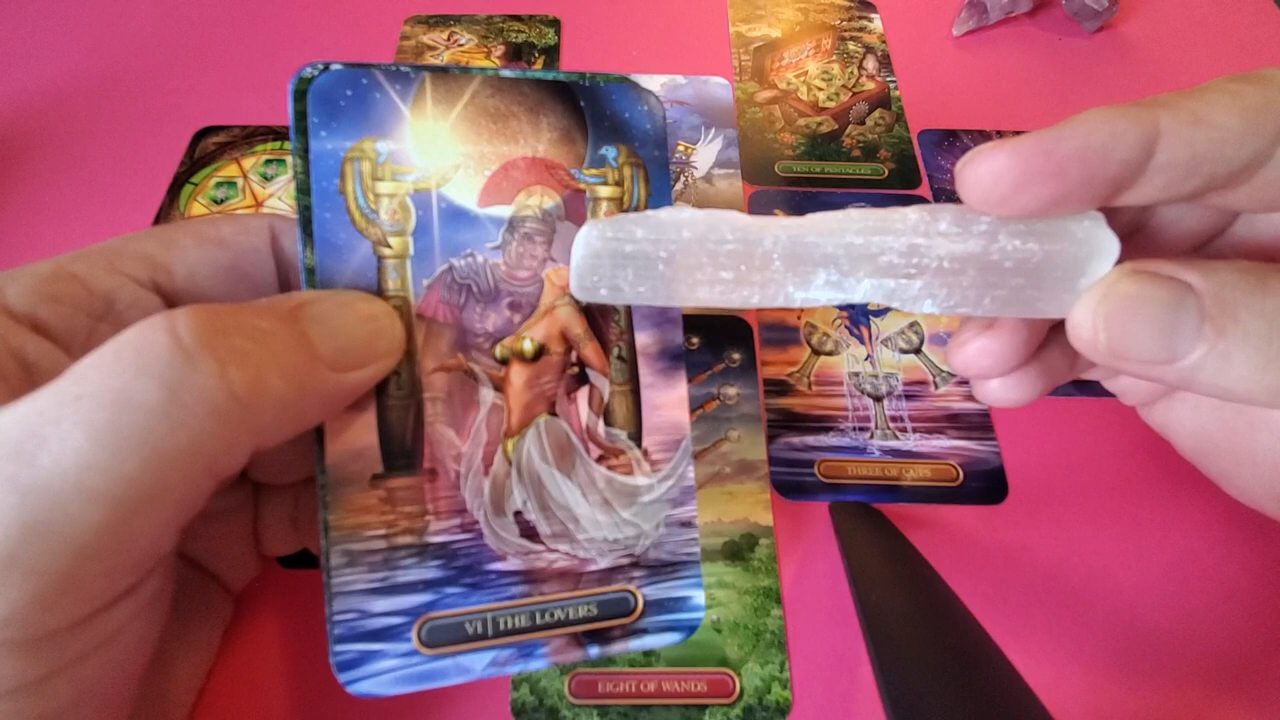 TEN OF PENTACLES
THREE OF CUPS
VI | THE LOVERS
EIGHT OF WANDS